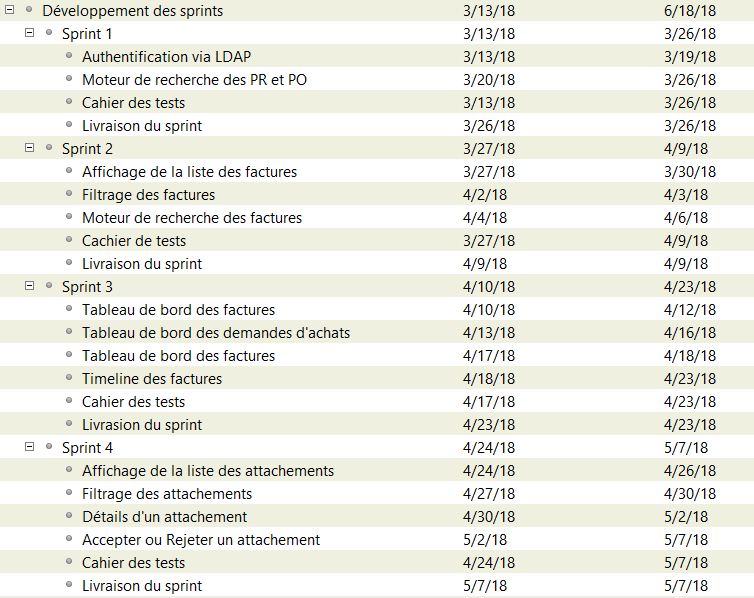 Développement des sprints 3/13/18 6/18/18
Sprint 1 3/13/18 3/26/18
Authentification via LDAP 3/13/18 3/19/18
Moteur de recherche des PR et PO 3/20/18 3/26/18
Cahier des tests 3/13/18 3/26/18
Livraison du sprint 3/26/18 3/26/18
Sprint 2 3/27/18 4/9/18
Affichage de la liste des factures 3/27/18 3/30/18
Filtrage des factures 4/2/18 4/3/18
Moteur de recherche des factures 4/4/18 4/6/18
Cachier de tests 3/27/18 4/9/18
Livraison du sprint 4/9/18 4/9/18
Sprint 3 4/10/18 4/23/18
Tableau de bord des factures 4/10/18 4/12/18
Tableau de bord des demandes d'achats 4/13/18 4/16/18
Tableau de bord des factures 4/17/18 4/18/18
Timeline des factures 4/18/18 4/23/18
Cahier des tests 4/17/18 4/23/18
Livrasion du sprint 4/23/18 4/23/18
Sprint 4 4/24/18 5/7/18
Affichage de la liste des attachements 4/24/18 4/26/18
Filtrage des attachements 4/27/18 4/30/18
Détails d'un attachement 4/30/18 5/2/18
Accepter ou Rejeter un attachement 5/2/18 5/7/18
Cahier des tests 4/24/18 5/7/18
Livraison du sprint 5/7/18 5/7/18